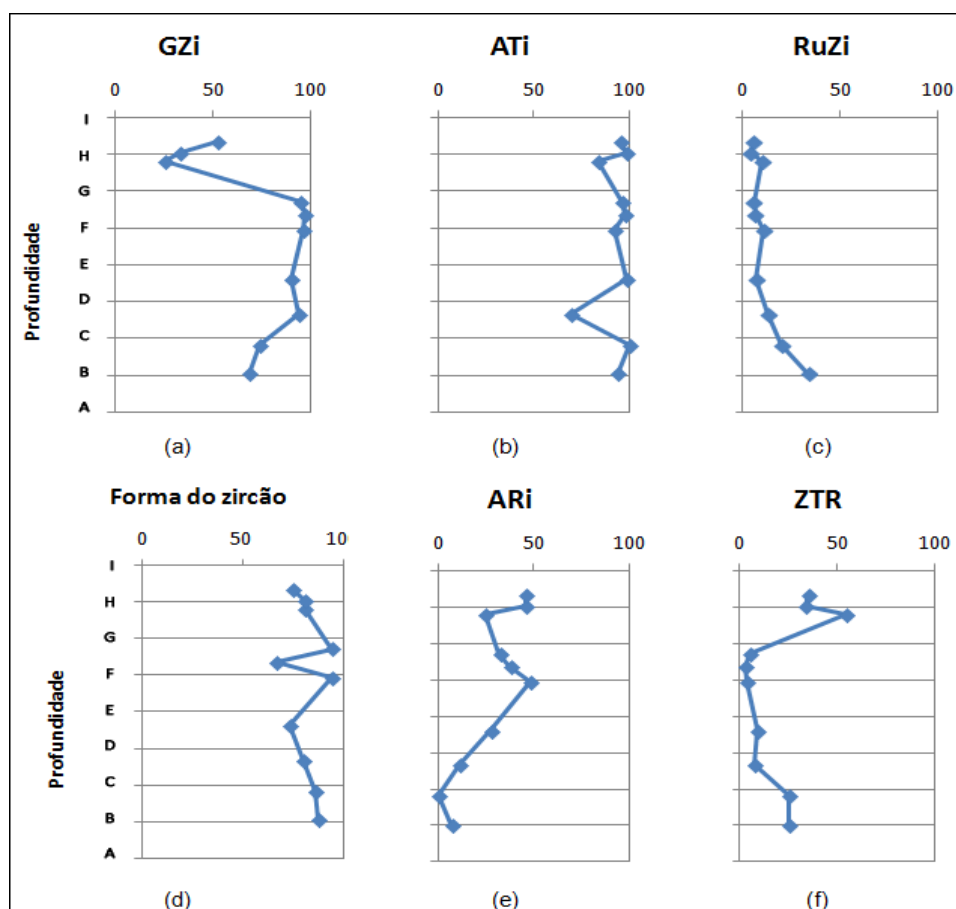 GZi ATi RuZi
0 50 100 0 50 100 0 50 100
I
H
G
F
E
D
C
B
A
Profundidade
(a) (b) (c)
Forma do zircão ARi ZTR
0 50 10 0 50 100 0 50 100
I
H
G
F
E
D
C
B
A
Profundidade
(d) (e) (f)